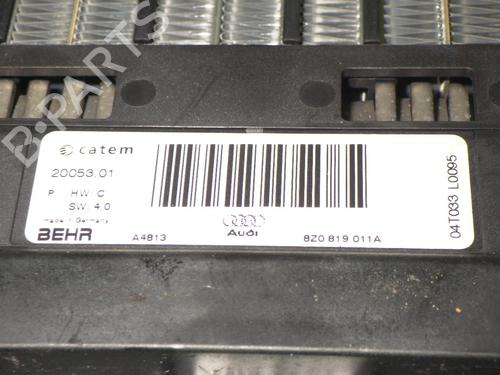 catem
20053.01
P HW: C
SW: 4.0
made in Germany
BEHR
A4813
Audi
8Z0 819 011A
04T033 L0095
B-PARTS